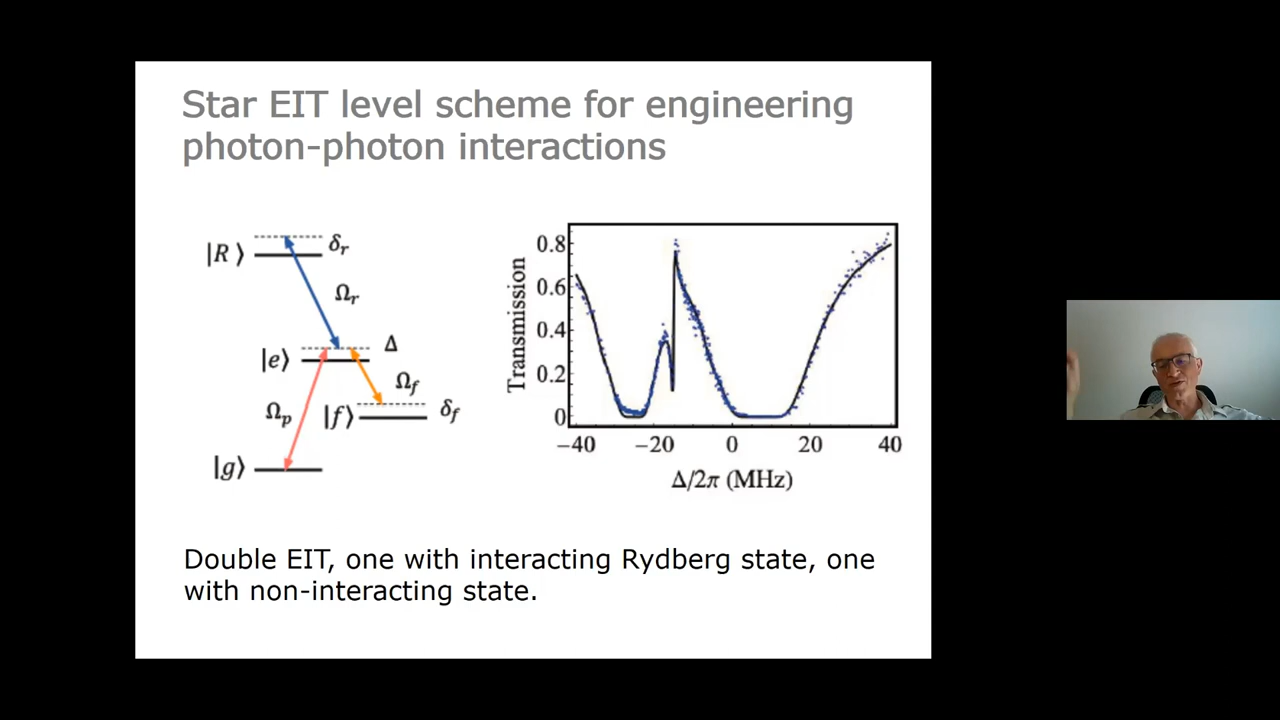 Star EIT level scheme for engineering
photon-photon interactions
|R ⟩
δr
Ωr
|e⟩
Δ
Ωf
Ωp
|f⟩
δf
|g⟩
Transmission
0.8
0.6
0.4
0.2
0
−40
−20
0
20
40
Δ/2π (MHz)
Double EIT, one with interacting Rydberg state, one
with non-interacting state.